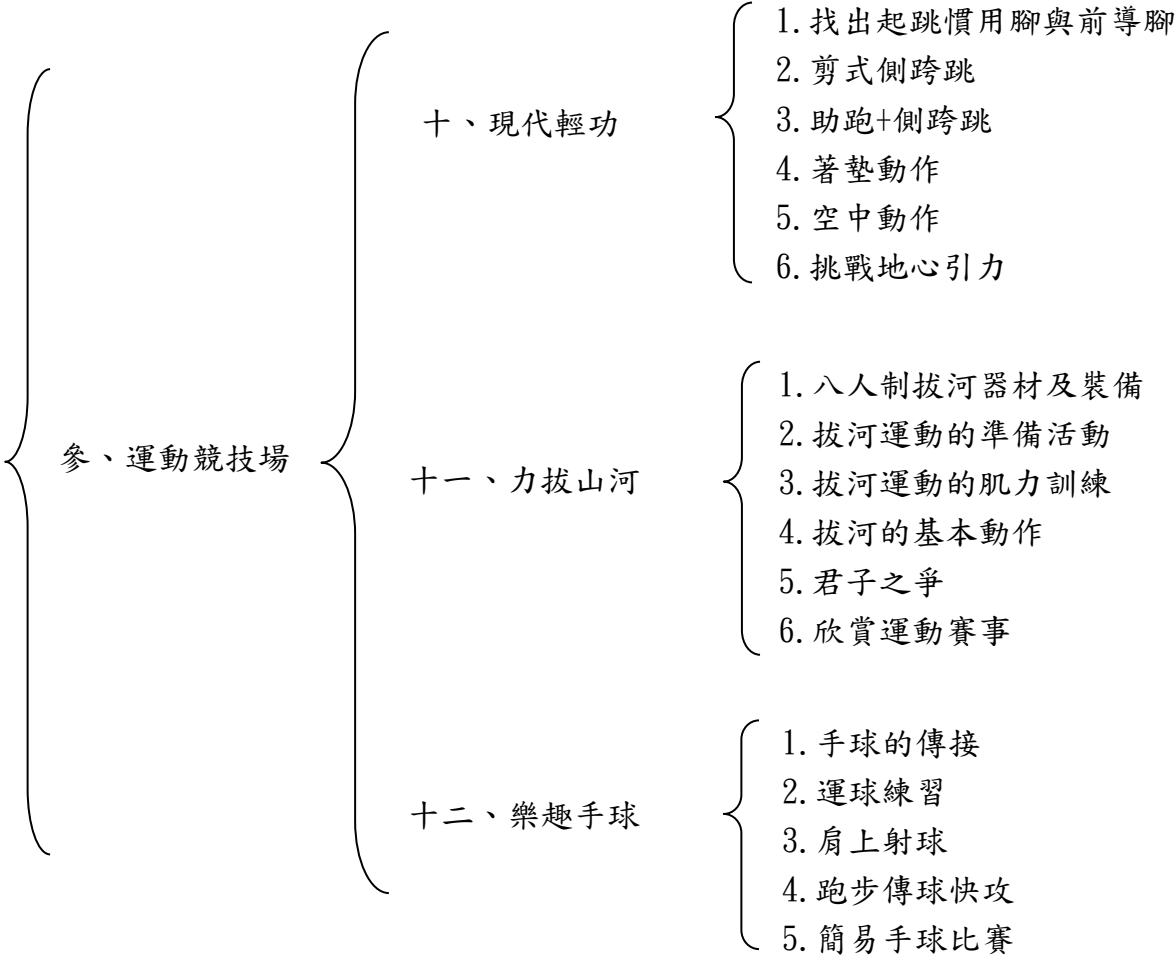 參、運動競技場
十、現代輕功
1.找出起跳慣用腳與前導腳
2.剪式側跨跳
3.助跑+側跨跳
4.著墊動作
5.空中動作
6.挑戰地心引力
十一、力拔山河
1.八人制拔河器材及裝備
2.拔河運動的準備活動
3.拔河運動的肌力訓練
4.拔河的基本動作
5.君子之爭
6.欣賞運動賽事
十二、樂趣手球
1.手球的傳接
2.運球練習
3.肩上射球
4.跑步傳球快攻
5.簡易手球比賽